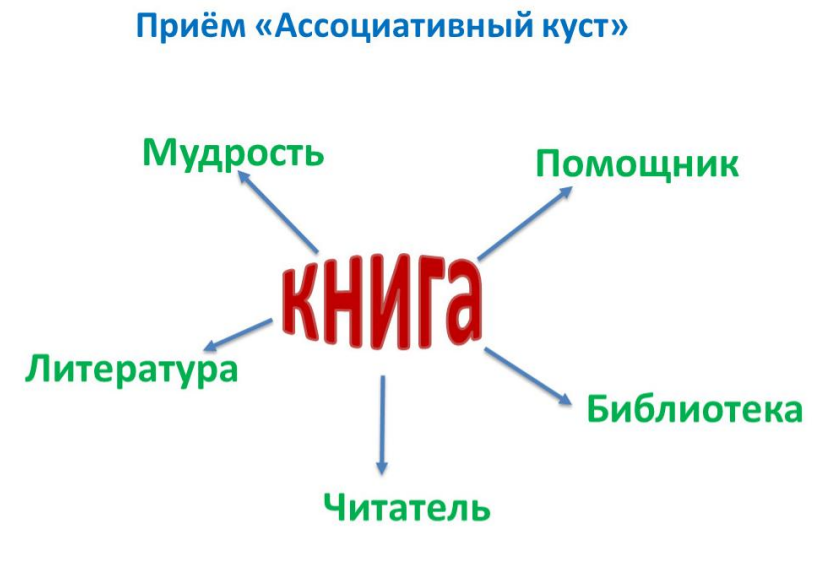 Приём «Ассоциативный куст»
Мудрость
Помощник
книга
Литература
Библиотека
Читатель